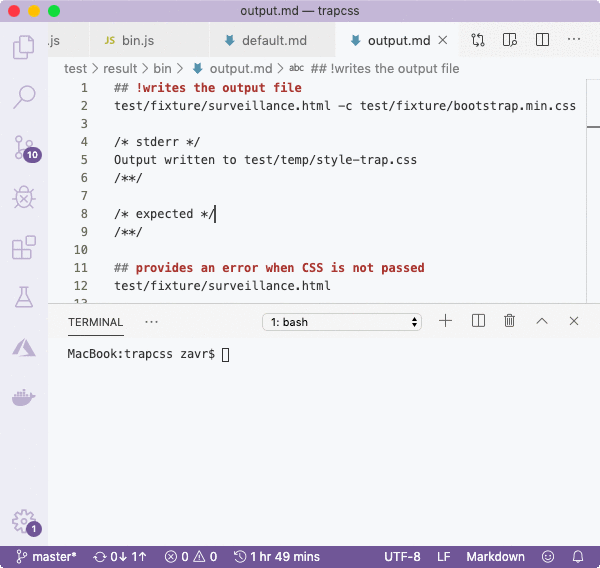 output.md — trapcss
.js
JS bin.js
default.md
output.md
test > result > bin > output.md > abc ## !writes the output file
1 ## !writes the output file
2 test/fixture/surveillance.html -c test/fixture/bootstrap.min.css
3
4 /* stderr */
5 Output written to test/temp/style-trap.css
6 /**/
7
8 /* expected */
9 /**/
10
11 ## provides an error when CSS is not passed
12 test/fixture/surveillance.html
13
10
TERMINAL
1: bash
MacBook:trapcss zavr$
1
master* 0↓ 1↑ 0 0 1 hr 49 mins UTF-8 LF Markdown